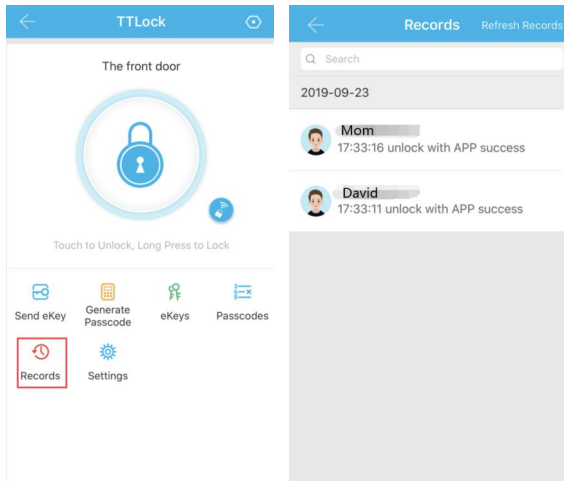 TTLock
The front door
Touch to Unlock, Long Press to Lock
Send eKey
Generate
Passcode
eKeys
Passcodes
Records
Settings
Records
Refresh Records
Search
2019-09-23
Mom
17:33:16 unlock with APP success
David
17:33:11 unlock with APP success